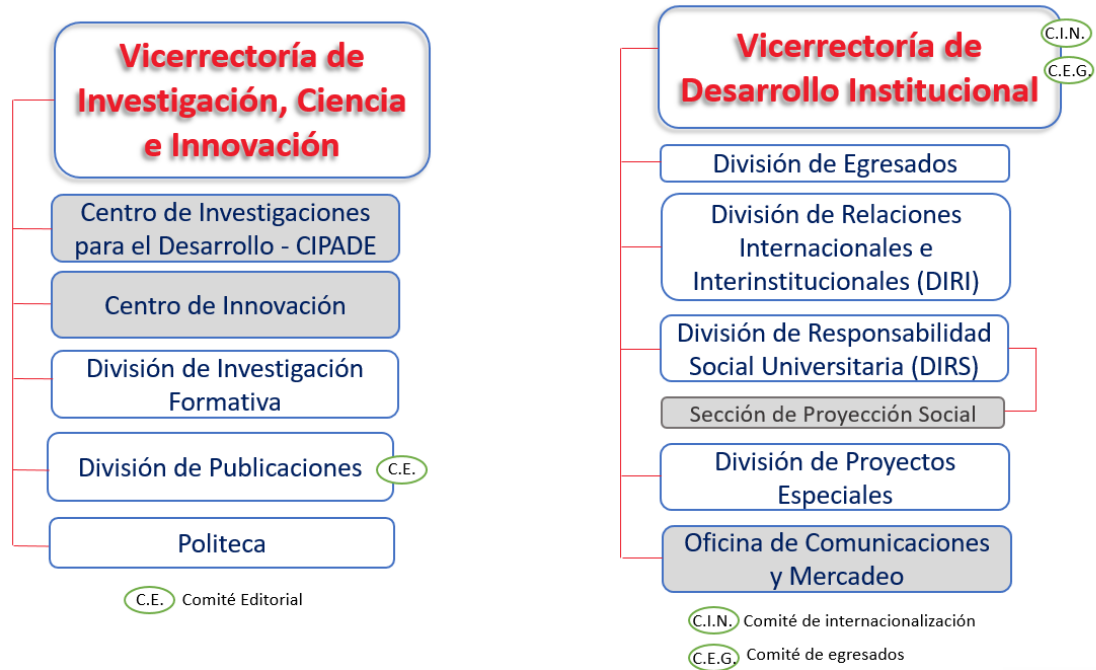 Vicerrectoría de
Investigación, Ciencia
e Innovación
Centro de Investigaciones
para el Desarrollo - CIPADE
Centro de Innovación
División de Investigación
Formativa
División de Publicaciones
C.E.
Politeca
C.E. Comité Editorial
Vicerrectoría de
Desarrollo Institucional
C.I.N.
C.E.G.
División de Egresados
División de Relaciones
Internacionales e
Interinstitucionales (DIRI)
División de Responsabilidad
Social Universitaria (DIRS)
Sección de Proyección Social
División de Proyectos
Especiales
Oficina de Comunicaciones
y Mercadeo
C.I.N. Comité de internacionalización
C.E.G. Comité de egresados